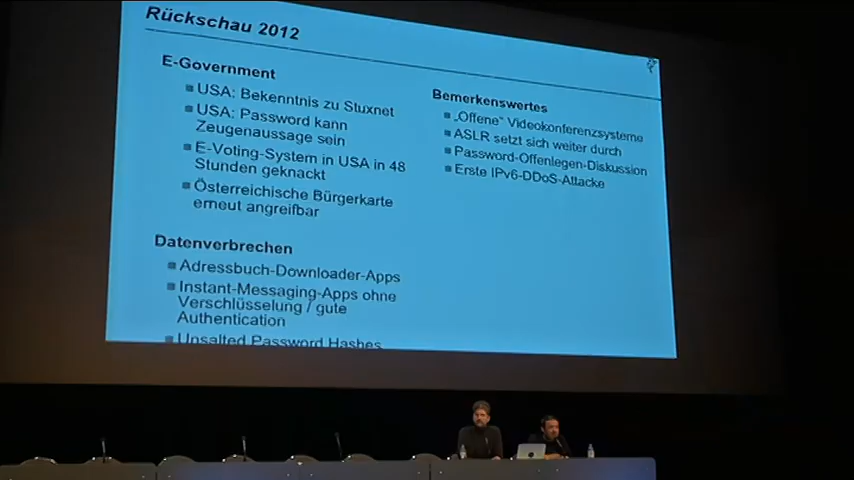 Rückschau 2012
E-Government
USA: Bekenntnis zu Stuxnet
USA: Password kann
Zeugenaussage sein
E-Voting-System in USA in 48
Stunden geknackt
Österreichische Bürgerkarte
erneut angreifbar
Datenverbrechen
Adressbuch-Downloader-Apps
Instant-Messaging-Apps ohne
Verschlüsselung / gute
Authentication
Unsalted Password Hashes
Bemerkenswertes
„Offene“ Videokonferenzsysteme
ASLR setzt sich weiter durch
Password-Offenlegen-Diskussion
Erste IPv6-DDoS-Attacke